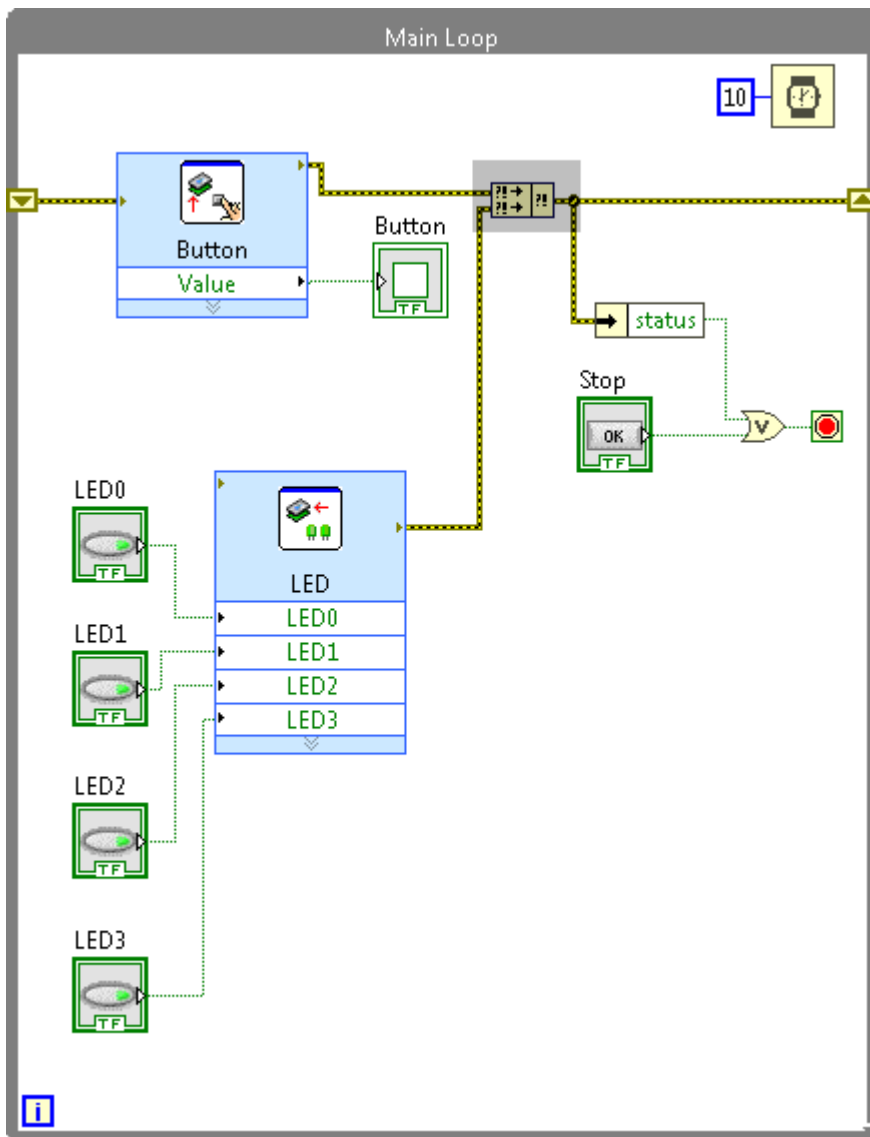 Main Loop
10
Button
Value
Button
TF
?!
?!
?!
status
Stop
OK
TF
V
LED0
TF
LED
LED0
LED1
LED2
LED3
LED1
TF
LED2
TF
LED3
TF
i